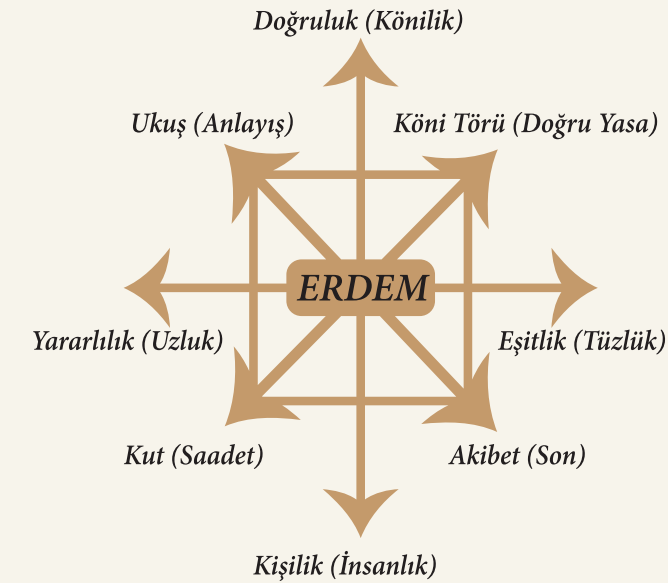 Doğruluk (Könilik)
Ukuş (Anlayış)
Köni Törü (Doğru Yasa)
ERDEM
Yararlılık (Uzluk)
Eşitlik (Tüzlük)
Kut (Saadet)
Akibet (Son)
Kişilik (İnsanlık)